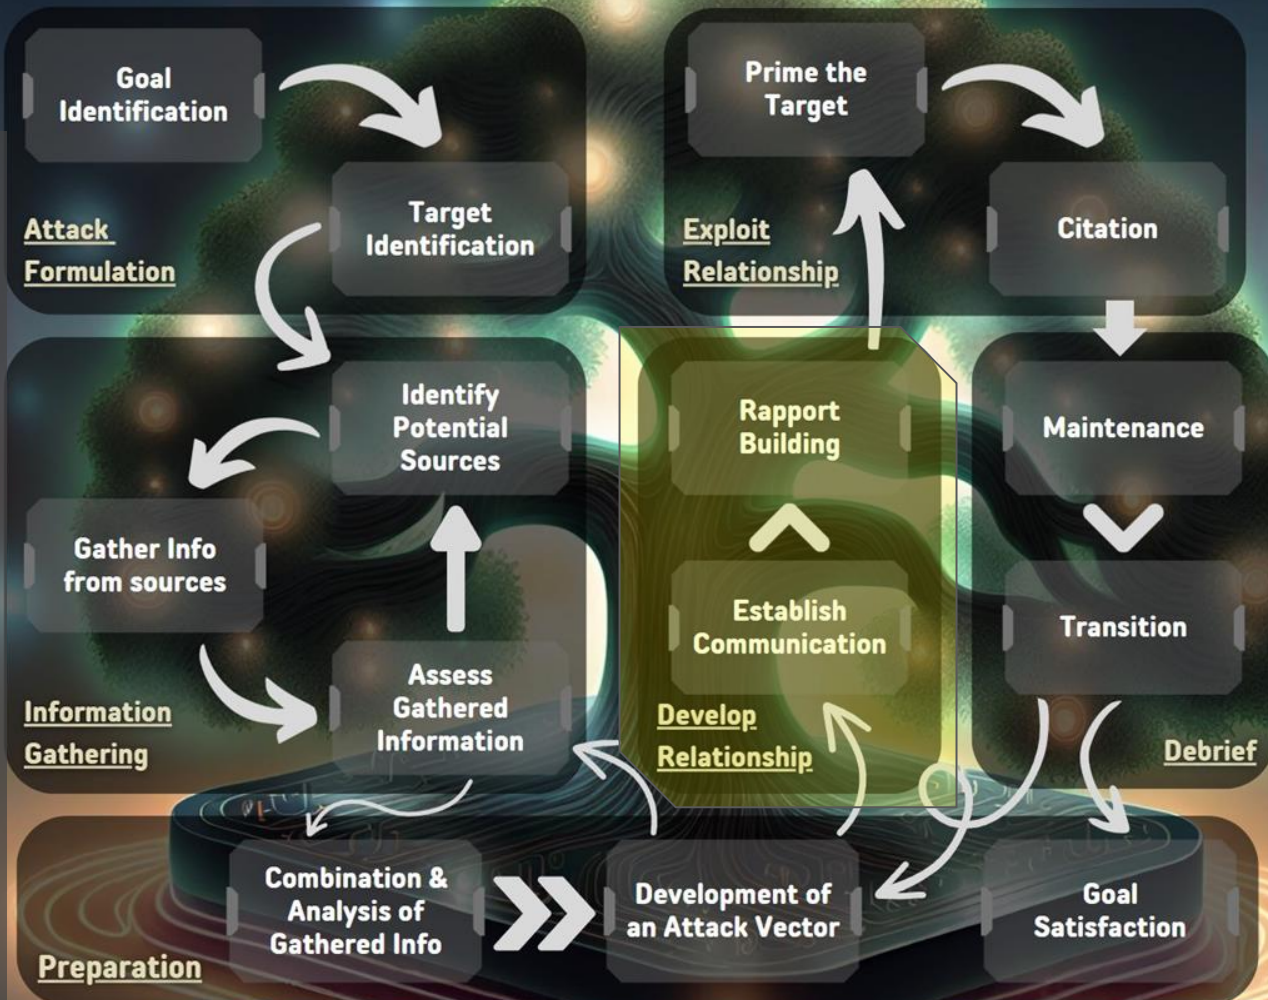 Goal
Identification
Target
Identification
Attack
Formulation
Identify
Potential
Sources
Gather Info
from sources
Assess
Gathered
Information
Information
Gathering
Combination &
Analysis of
Gathered Info
Development of
an Attack Vector
Preparation
Establish
Communication
Rapport
Building
Develop
Relationship
Prime the
Target
Citation
Exploit
Relationship
Maintenance
Transition
Debrief
Goal
Satisfaction